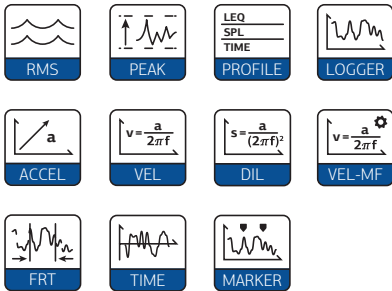 RMS
PEAK
LEQ
SPL
TIME
PROFILE
LOGGER
a
ACCEL
v = a / 2πf
VEL
s = a / (2πf)²
DIL
v = a / 2πf
VEL-MF
FRT
TIME
MARKER